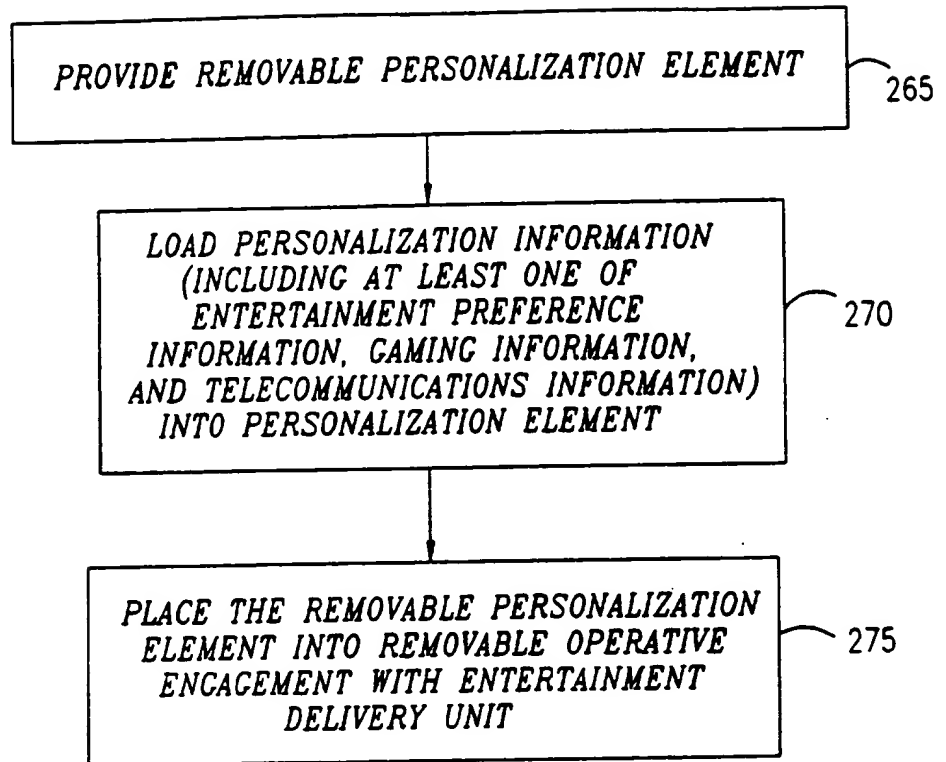 PROVIDE REMOVABLE PERSONALIZATION ELEMENT
265
LOAD PERSONALIZATION INFORMATION
(INCLUDING AT LEAST ONE OF
ENTERTAINMENT PREFERENCE
INFORMATION, GAMING INFORMATION,
AND TELECOMMUNICATIONS INFORMATION)
INTO PERSONALIZATION ELEMENT
270
PLACE THE REMOVABLE PERSONALIZATION
ELEMENT INTO REMOVABLE OPERATIVE
ENGAGEMENT WITH ENTERTAINMENT
DELIVERY UNIT
275